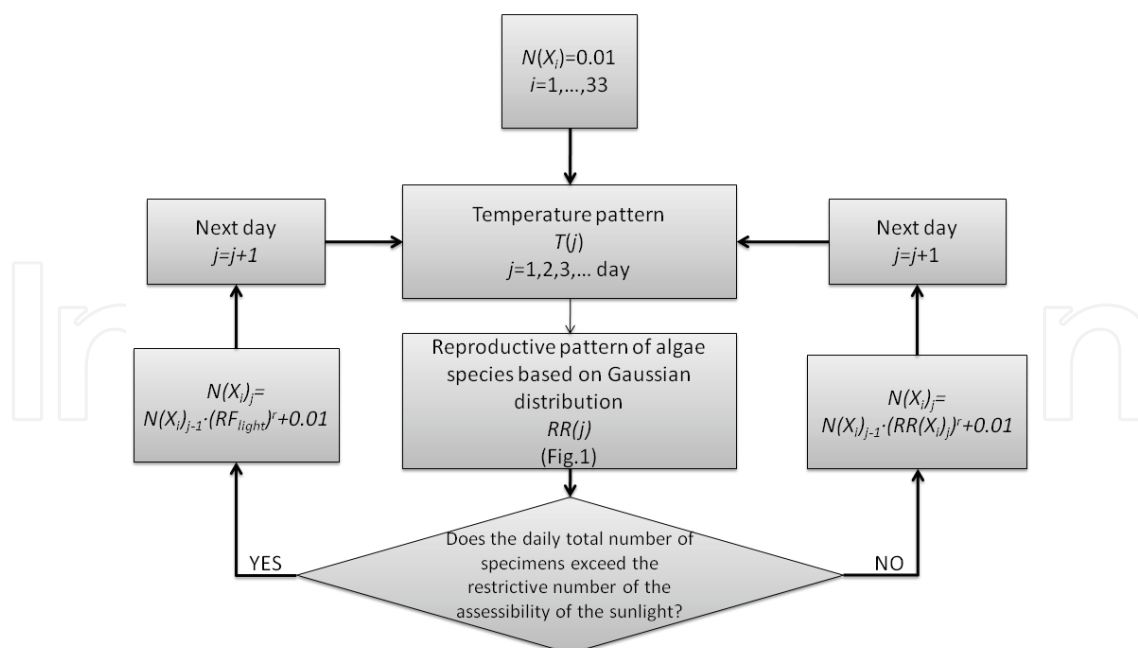 N(Xi)=0.01
i=1,...,33
Temperature pattern
T(j)
j=1,2,3,... day
Next day
j=j+1
Next day
j=j+1
Reproductive pattern of algae
species based on Gaussian
distribution
RR(j)
(Fig.1)
N(Xi)j=
N(Xi)j-1·(RFlight)r+0.01
N(Xi)j=
N(Xi)j-1·(RR(Xi)j)r+0.01
Does the daily total number of
specimens exceed the
restrictive number of the
assessibility of the sunlight?
YES
NO